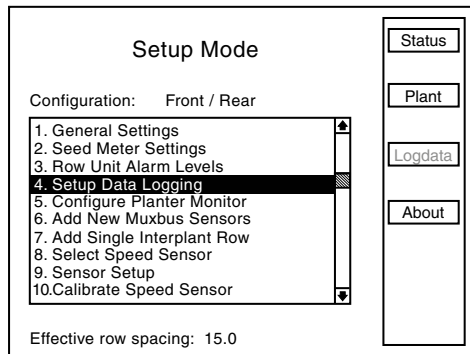 Setup Mode
Configuration: Front / Rear
1. General Settings
2. Seed Meter Settings
3. Row Unit Alarm Levels
4. Setup Data Logging
5. Configure Planter Monitor
6. Add New Muxbus Sensors
7. Add Single Interplant Row
8. Select Speed Sensor
9. Sensor Setup
10.Calibrate Speed Sensor
Effective row spacing: 15.0
Status
Plant
Logdata
About